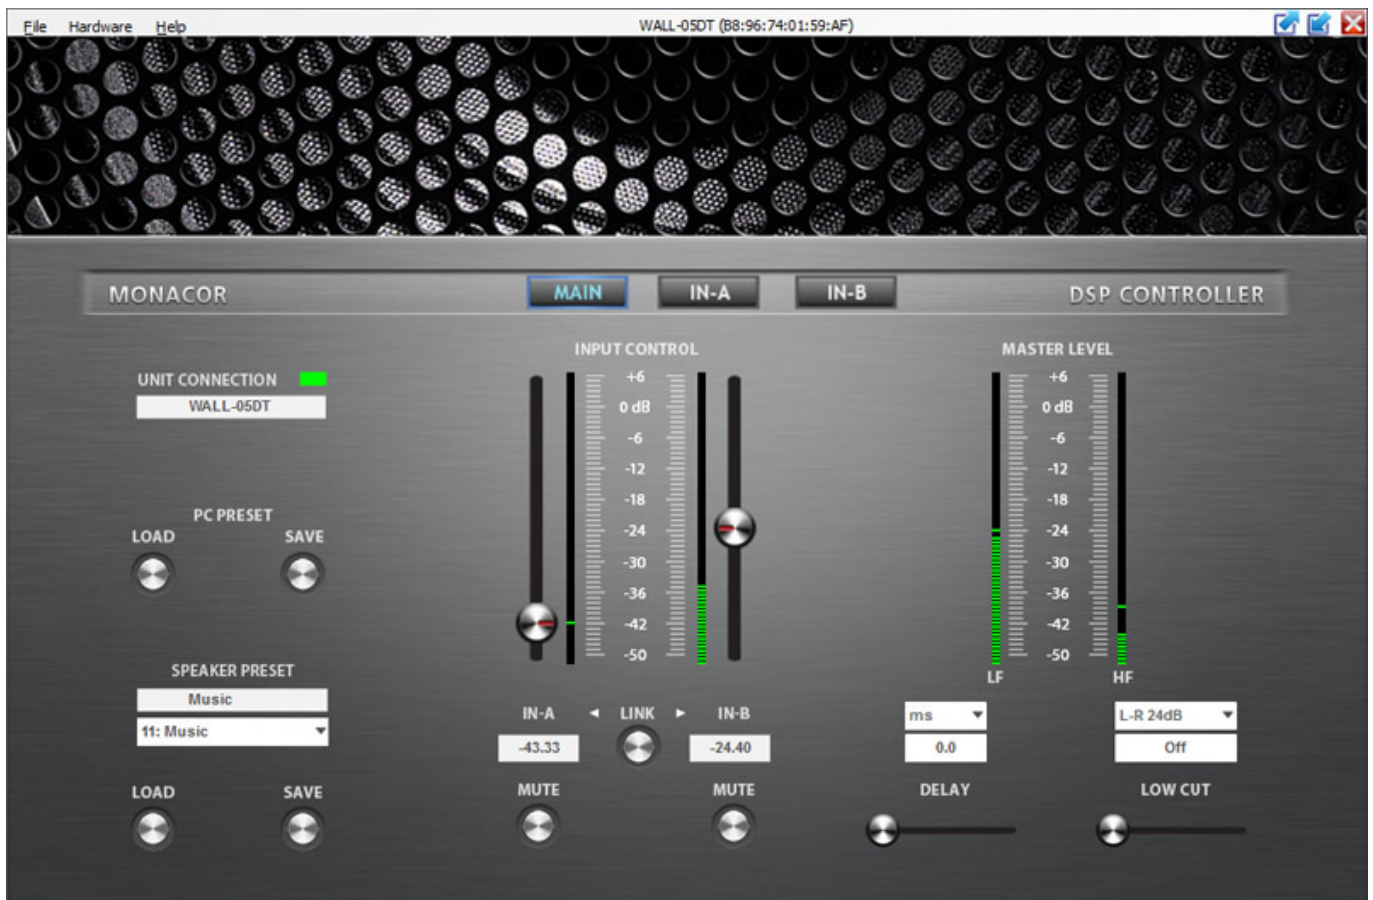 File Hardware Help WALL-05DT (B8:96:74:01:59:AF)
MONACOR MAIN IN-A IN-B DSP CONTROLLER
INPUT CONTROL MASTER LEVEL
UNIT CONNECTION
WALL-05DT
+6 +6
0 dB 0 dB
-6 -6
-12 -12
-18 -18
-24 -24
-30 -30
-36 -36
-42 -42
-50 -50
LF HF
PC PRESET
LOAD SAVE
SPEAKER PRESET
Music
11: Music
LOAD SAVE
IN-A LINK IN-B
-43.33 -24.40
MUTE MUTE
ms L-R 24dB
0.0 Off
DELAY LOW CUT